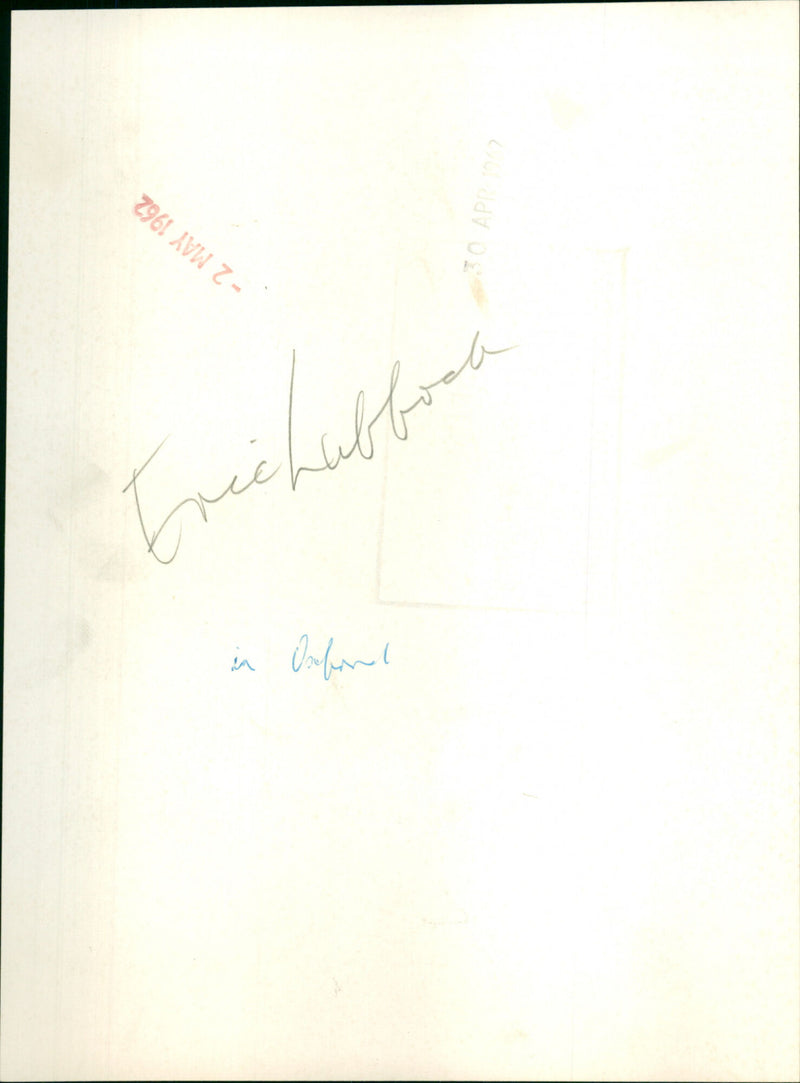 - 2 MAY 1962
30 APR 1962
Eric Lubbock
in Oxford